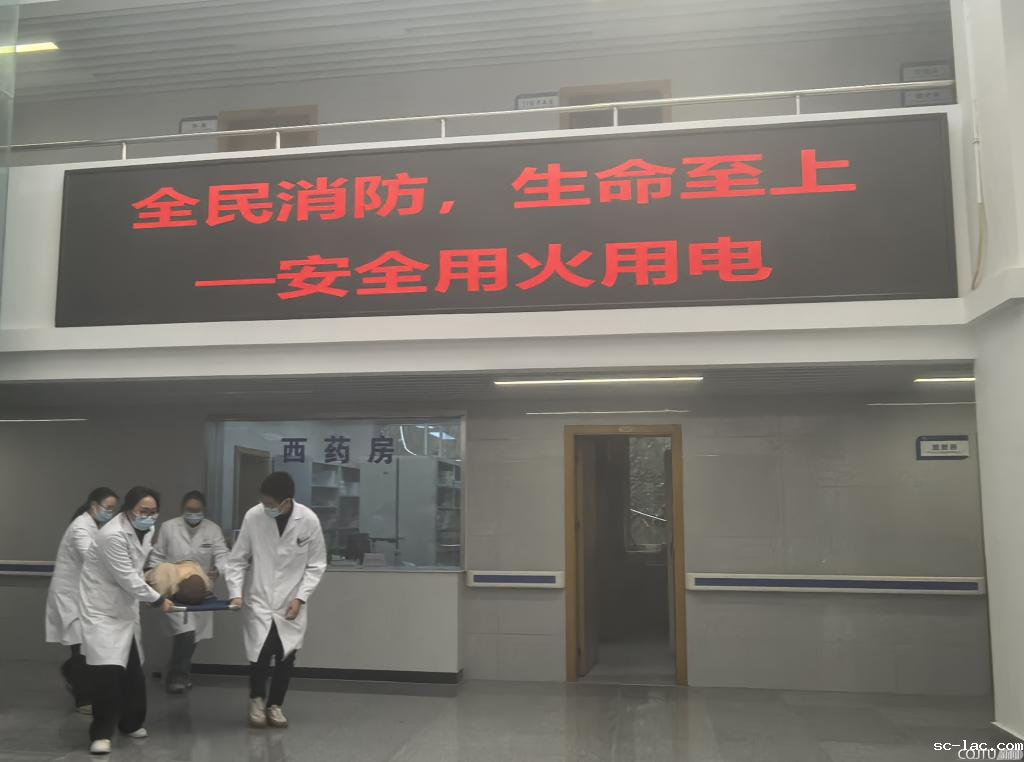 全民消防，生命至上
—安全用火用电
西药房
sc-lac.com